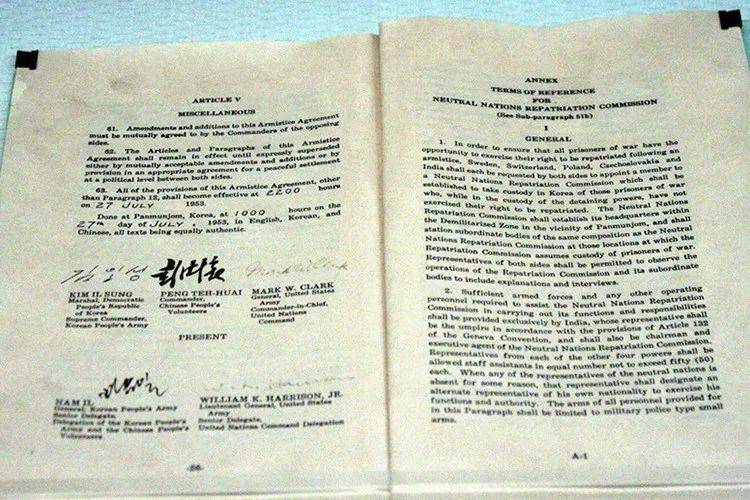 ARTICLE V
MISCELLANEOUS
61. Amendments and additions to this Armistice Agreement
must be mutually agreed to by the Commanders of the opposing
sides.
62. The Articles and Paragraphs of this Armistice
Agreement shall remain in effect until expressly superseded
either by mutually acceptable amendments and additions or by
provision in an appropriate agreement for a peaceful settlement
at a political level between both sides.
63. All of the provisions of this Armistice Agreement, other
than Paragraph 12, shall become effective at 2200 hours
on 27 JULY 1953.
Done at Panmunjom, Korea, at 1000 hours on the
27th day of JULY, 1953, in English, Korean, and
Chinese, all texts being equally authentic.
김일성 彭德懷 Mark W. Clark
KIM IL SUNG PENG TEH-HUAI MARK W. CLARK
Marshal, Democratic Commander, General, United States
People's Republic Chinese People's Army
of Korea Volunteers Commander-in-Chief,
Supreme Commander, United Nations
Korean People's Army Command
PRESENT
남일
NAM IL WILLIAM K. HARRISON, JR.
General, Korean People's Army Lieutenant General, United States
Senior Delegate, Army
Delegation of the Korean People's Senior Delegate,
Army and the Chinese People's United Nations Command Delegation
Volunteers
-36-
ANNEX
TERMS OF REFERENCE
FOR
NEUTRAL NATIONS REPATRIATION COMMISSION
(See Sub-paragraph 51b)
I
GENERAL
1. In order to ensure that all prisoners of war have the
opportunity to exercise their right to be repatriated following an
armistice, Sweden, Switzerland, Poland, Czechoslovakia and
India shall each be requested by both sides to appoint a member to
a Neutral Nations Repatriation Commission which shall be
established to take custody in Korea of those prisoners of war
who, while in the custody of the detaining powers, have not
exercised their right to be repatriated. The Neutral Nations
Repatriation Commission shall establish its headquarters within
the Demilitarized Zone in the vicinity of Panmunjom, and shall
station subordinate bodies of the same composition as the Neutral
Nations Repatriation Commission at those locations at which the
Repatriation Commission assumes custody of prisoners of war.
Representatives of both sides shall be permitted to observe the
operations of the Repatriation Commission and its subordinate
bodies to include explanations and interviews.
2. Sufficient armed forces and any other operating
personnel required to assist the Neutral Nations Repatriation
Commission in carrying out its functions and responsibilities
shall be provided exclusively by India, whose representative shall
be the umpire in accordance with the provisions of Article 132
of the Geneva Convention, and shall also be chairman and
executive agent of the Neutral Nations Repatriation Commission.
Representatives from each of the other four powers shall be
allowed staff assistants in equal number not to exceed fifty (50)
each. When any of the representatives of the neutral nations is
absent for some reason, that representative shall designate an
alternate representative of his own nationality to exercise his
functions and authority. The arms of all personnel provided for
in this Paragraph shall be limited to military police type small
arms.
A-1